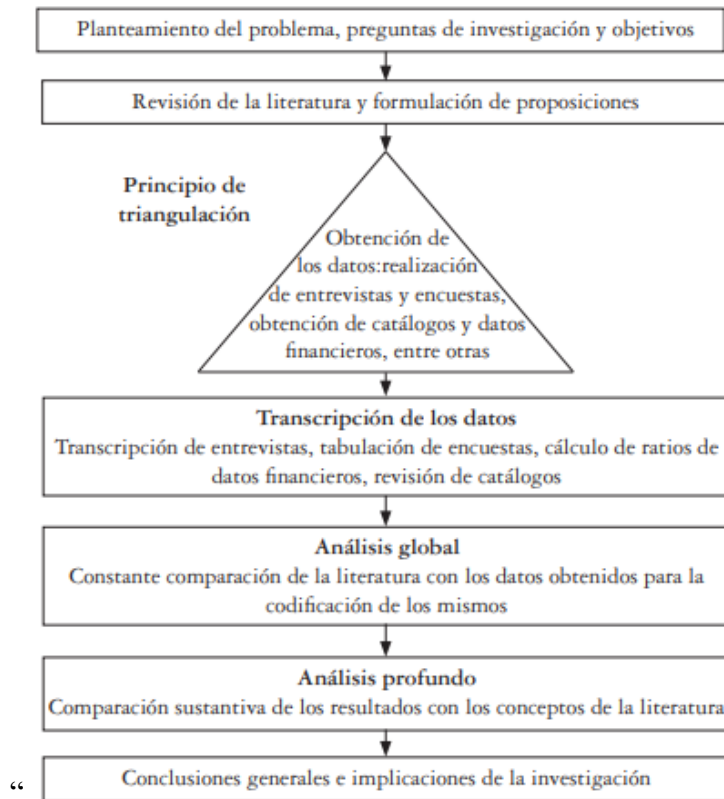 Planteamiento del problema, preguntas de investigación y objetivos
Revisión de la literatura y formulación de proposiciones
Principio de
triangulación
Obtención de
los datos:realización
de entrevistas y encuestas,
obtención de catálogos y datos
financieros, entre otras
Transcripción de los datos
Transcripción de entrevistas, tabulación de encuestas, cálculo de ratios de
datos financieros, revisión de catálogos
Análisis global
Constante comparación de la literatura con los datos obtenidos para la
codificación de los mismos
Análisis profundo
Comparación sustantiva de los resultados con los conceptos de la literatura
“
Conclusiones generales e implicaciones de la investigación